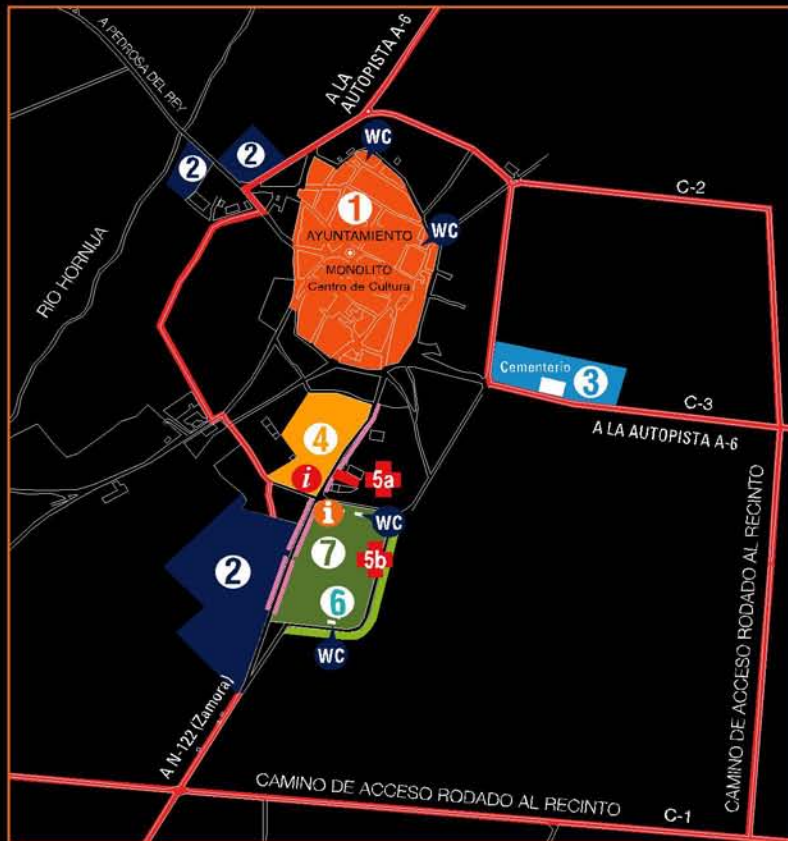 A PEDROSA DEL REY
A LA
AUTOPISTA A-6
WC
2
2
C-2
1
AYUNTAMIENTO
WC
MONOLITO
Centro de Cultura
RIO HORNIJA
Cementerio
3
C-3
A LA AUTOPISTA A-6
4
i
5a
i
WC
7
5b
2
6
WC
A N-122 (Zamora)
CAMINO DE ACCESO RODADO AL RECINTO
CAMINO DE ACCESO RODADO AL RECINTO
C-1